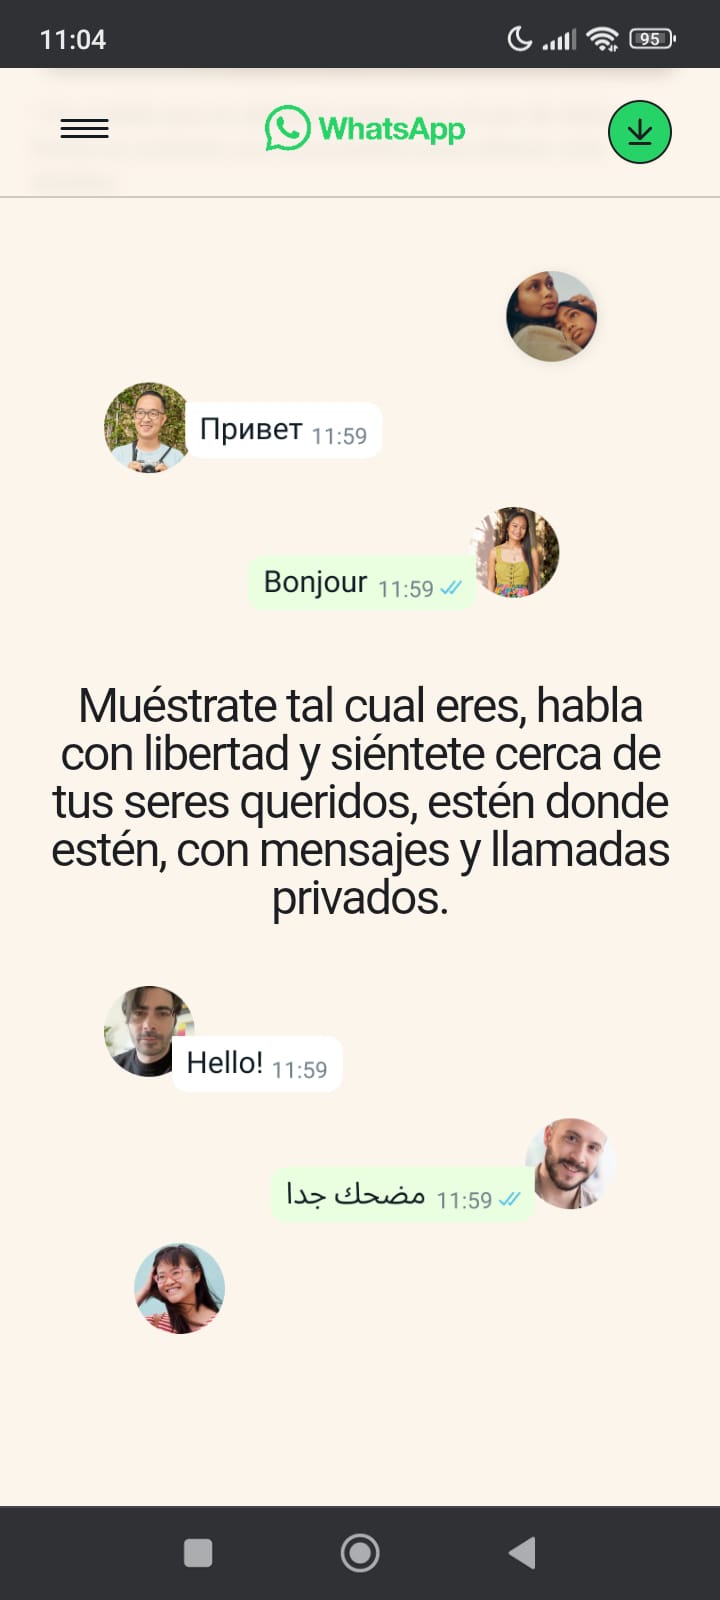 11:04
95
WhatsApp
Привет 11:59
Bonjour 11:59
Muéstrate tal cual eres, habla
con libertad y siéntete cerca de
tus seres queridos, estén donde
estén, con mensajes y llamadas
privados.
Hello! 11:59
مضحك جدا 11:59